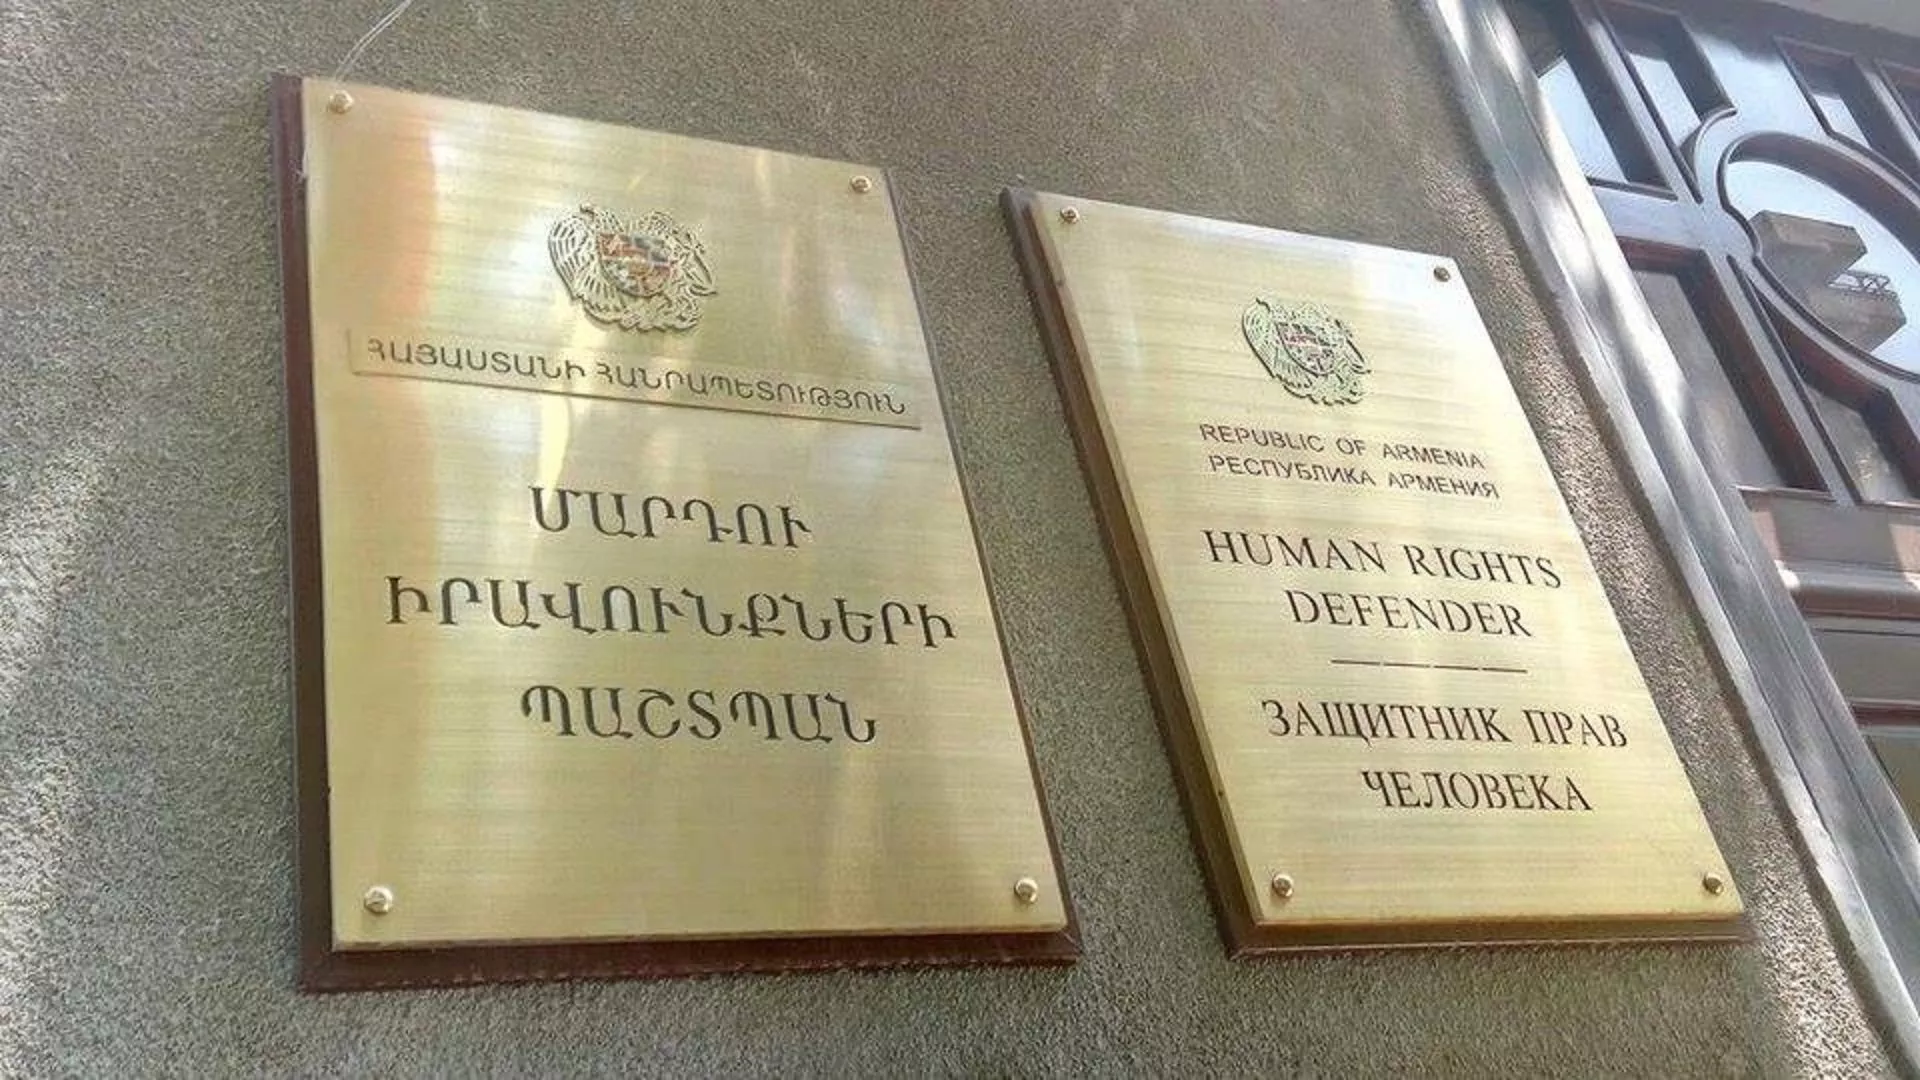 ՀԱՅԱՍՏԱՆԻ ՀԱՆՐԱՊԵՏՈՒԹՅՈՒՆ
ՄԱՐԴՈՒ
ԻՐԱՎՈՒՆՔՆԵՐԻ
ՊԱՇՏՊԱՆ
REPUBLIC OF ARMENIA
РЕСПУБЛИКА АРМЕНИЯ
HUMAN RIGHTS
DEFENDER
ЗАЩИТНИК ПРАВ
ЧЕЛОВЕКА